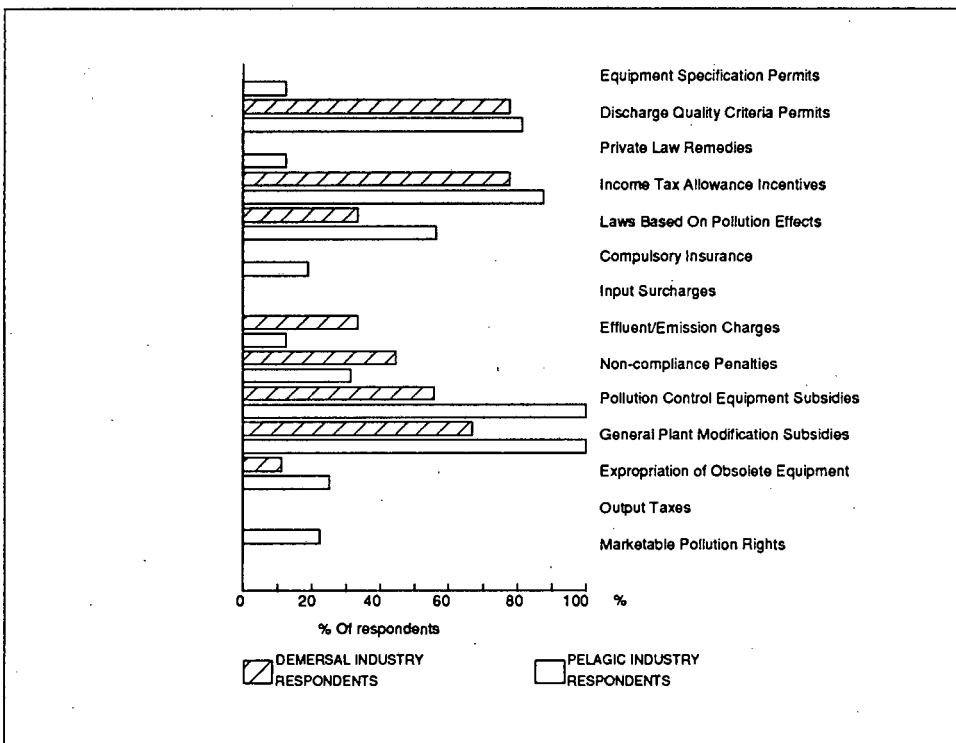 Equipment Specification Permits
Discharge Quality Criteria Permits
Private Law Remedies
Income Tax Allowance Incentives
Laws Based On Pollution Effects
Compulsory Insurance
Input Surcharges
Effluent/Emission Charges
Non-compliance Penalties
Pollution Control Equipment Subsidies
General Plant Modification Subsidies
Expropriation of Obsolete Equipment
Output Taxes
Marketable Pollution Rights
0 20 40 60 80 100 %
% Of respondents
DEMERSAL INDUSTRY
RESPONDENTS
PELAGIC INDUSTRY
RESPONDENTS